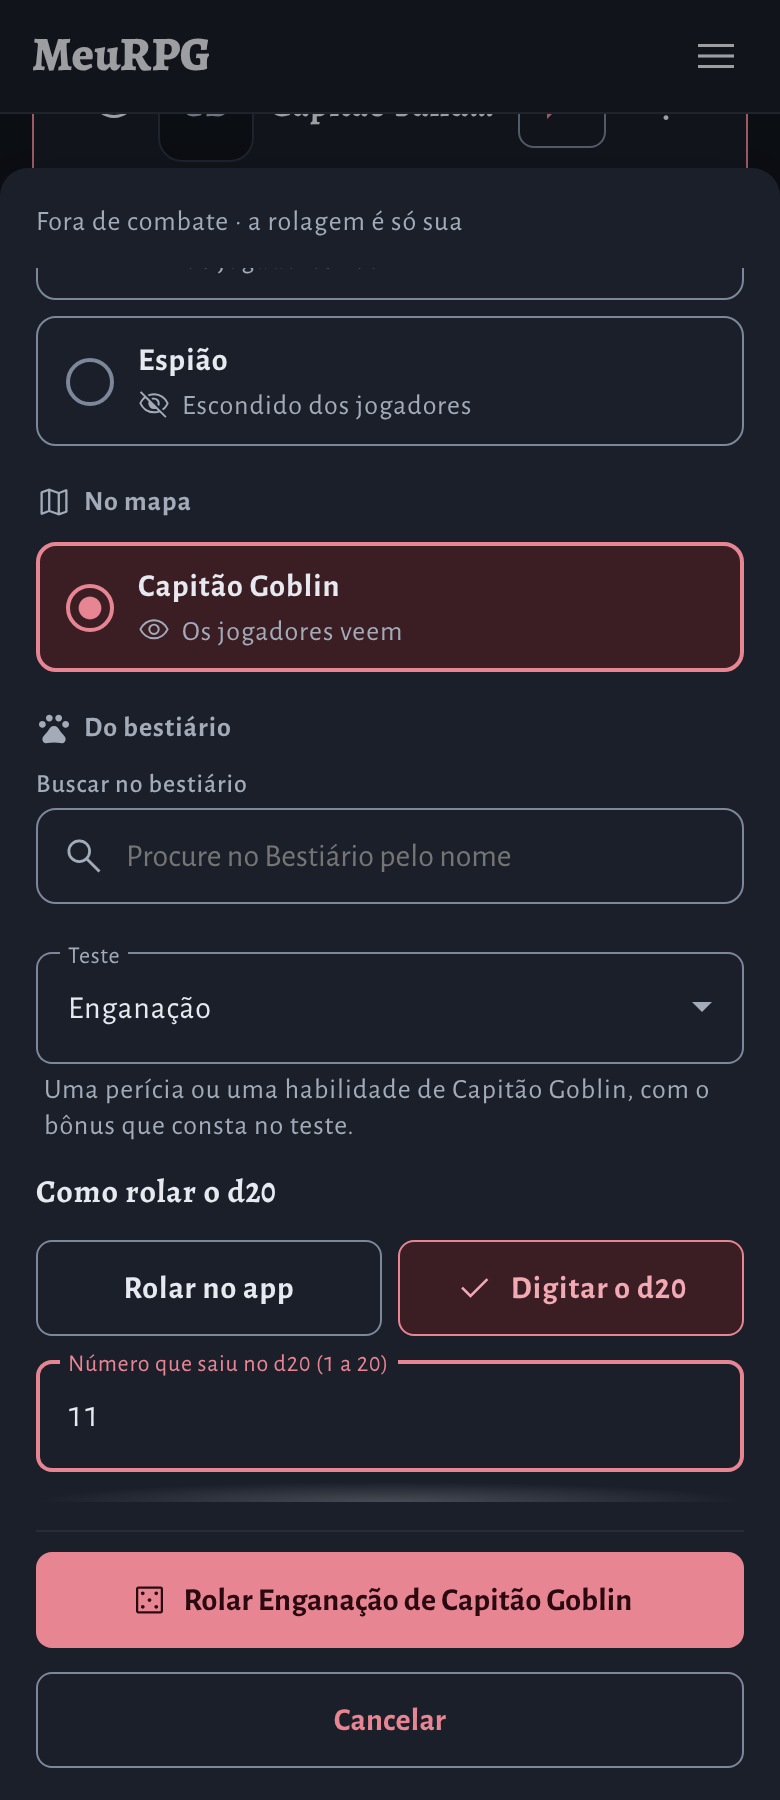 MeuRPG
Fora de combate · a rolagem é só sua
Espião
Escondido dos jogadores
No mapa
Capitão Goblin
Os jogadores veem
Do bestiário
Buscar no bestiário
Procure no Bestiário pelo nome
Teste
Enganação
Uma perícia ou uma habilidade de Capitão Goblin, com o
bônus que consta no teste.
Como rolar o d20
Rolar no app
Digitar o d20
Número que saiu no d20 (1 a 20)
11
Rolar Enganação de Capitão Goblin
Cancelar